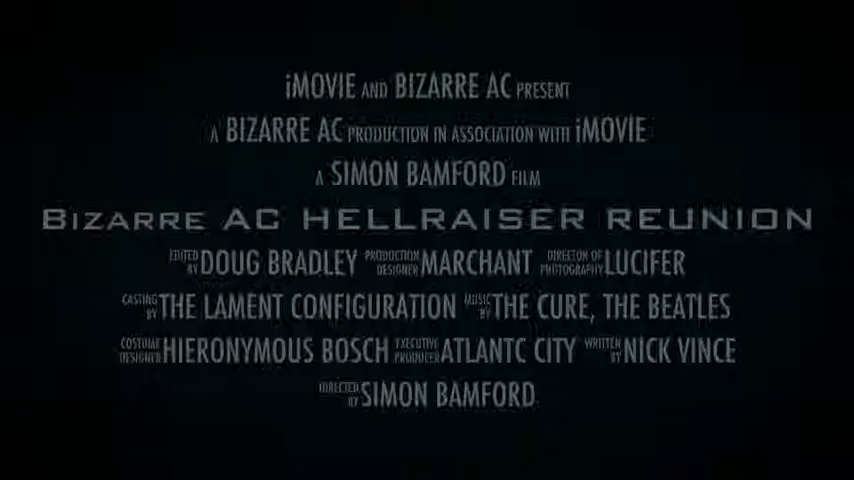 iMOVIE AND BIZARRE AC PRESENT
A BIZARRE AC PRODUCTION IN ASSOCIATION WITH iMOVIE
A SIMON BAMFORD FILM
BIZARRE AC HELLRAISER REUNION
EDITED BY DOUG BRADLEY PRODUCTION DESIGNER MARCHANT DIRECTOR OF PHOTOGRAPHY LUCIFER
CASTING BY THE LAMENT CONFIGURATION MUSIC BY THE CURE, THE BEATLES
COSTUME DESIGNER HIERONYMOUS BOSCH EXECUTIVE PRODUCER ATLANTC CITY WRITTEN BY NICK VINCE
DIRECTED BY SIMON BAMFORD